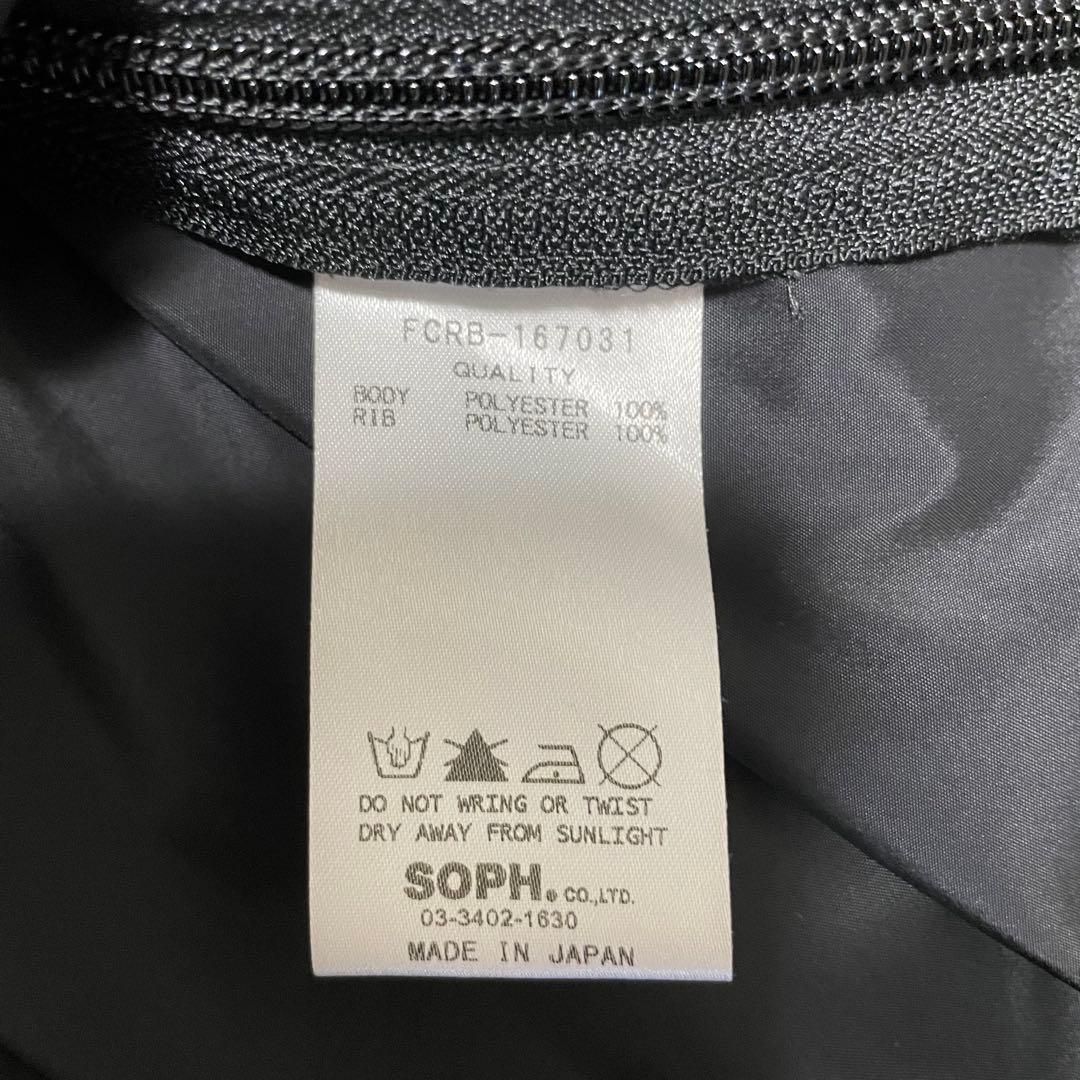 FCRB-167031
QUALITY
BODY POLYESTER 100%
RIB POLYESTER 100%
DO NOT WRING OR TWIST
DRY AWAY FROM SUNLIGHT
SOPH.® CO.,LTD.
03-3402-1630
MADE IN JAPAN